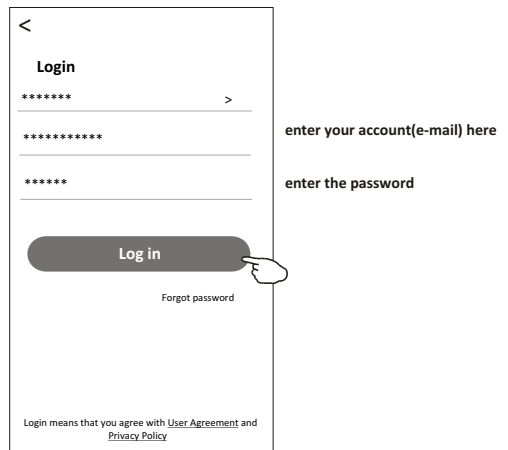 <
Login
******* >
***********
enter your account(e-mail) here
******
enter the password
Log in
Forgot password
Login means that you agree with User Agreement and
Privacy Policy